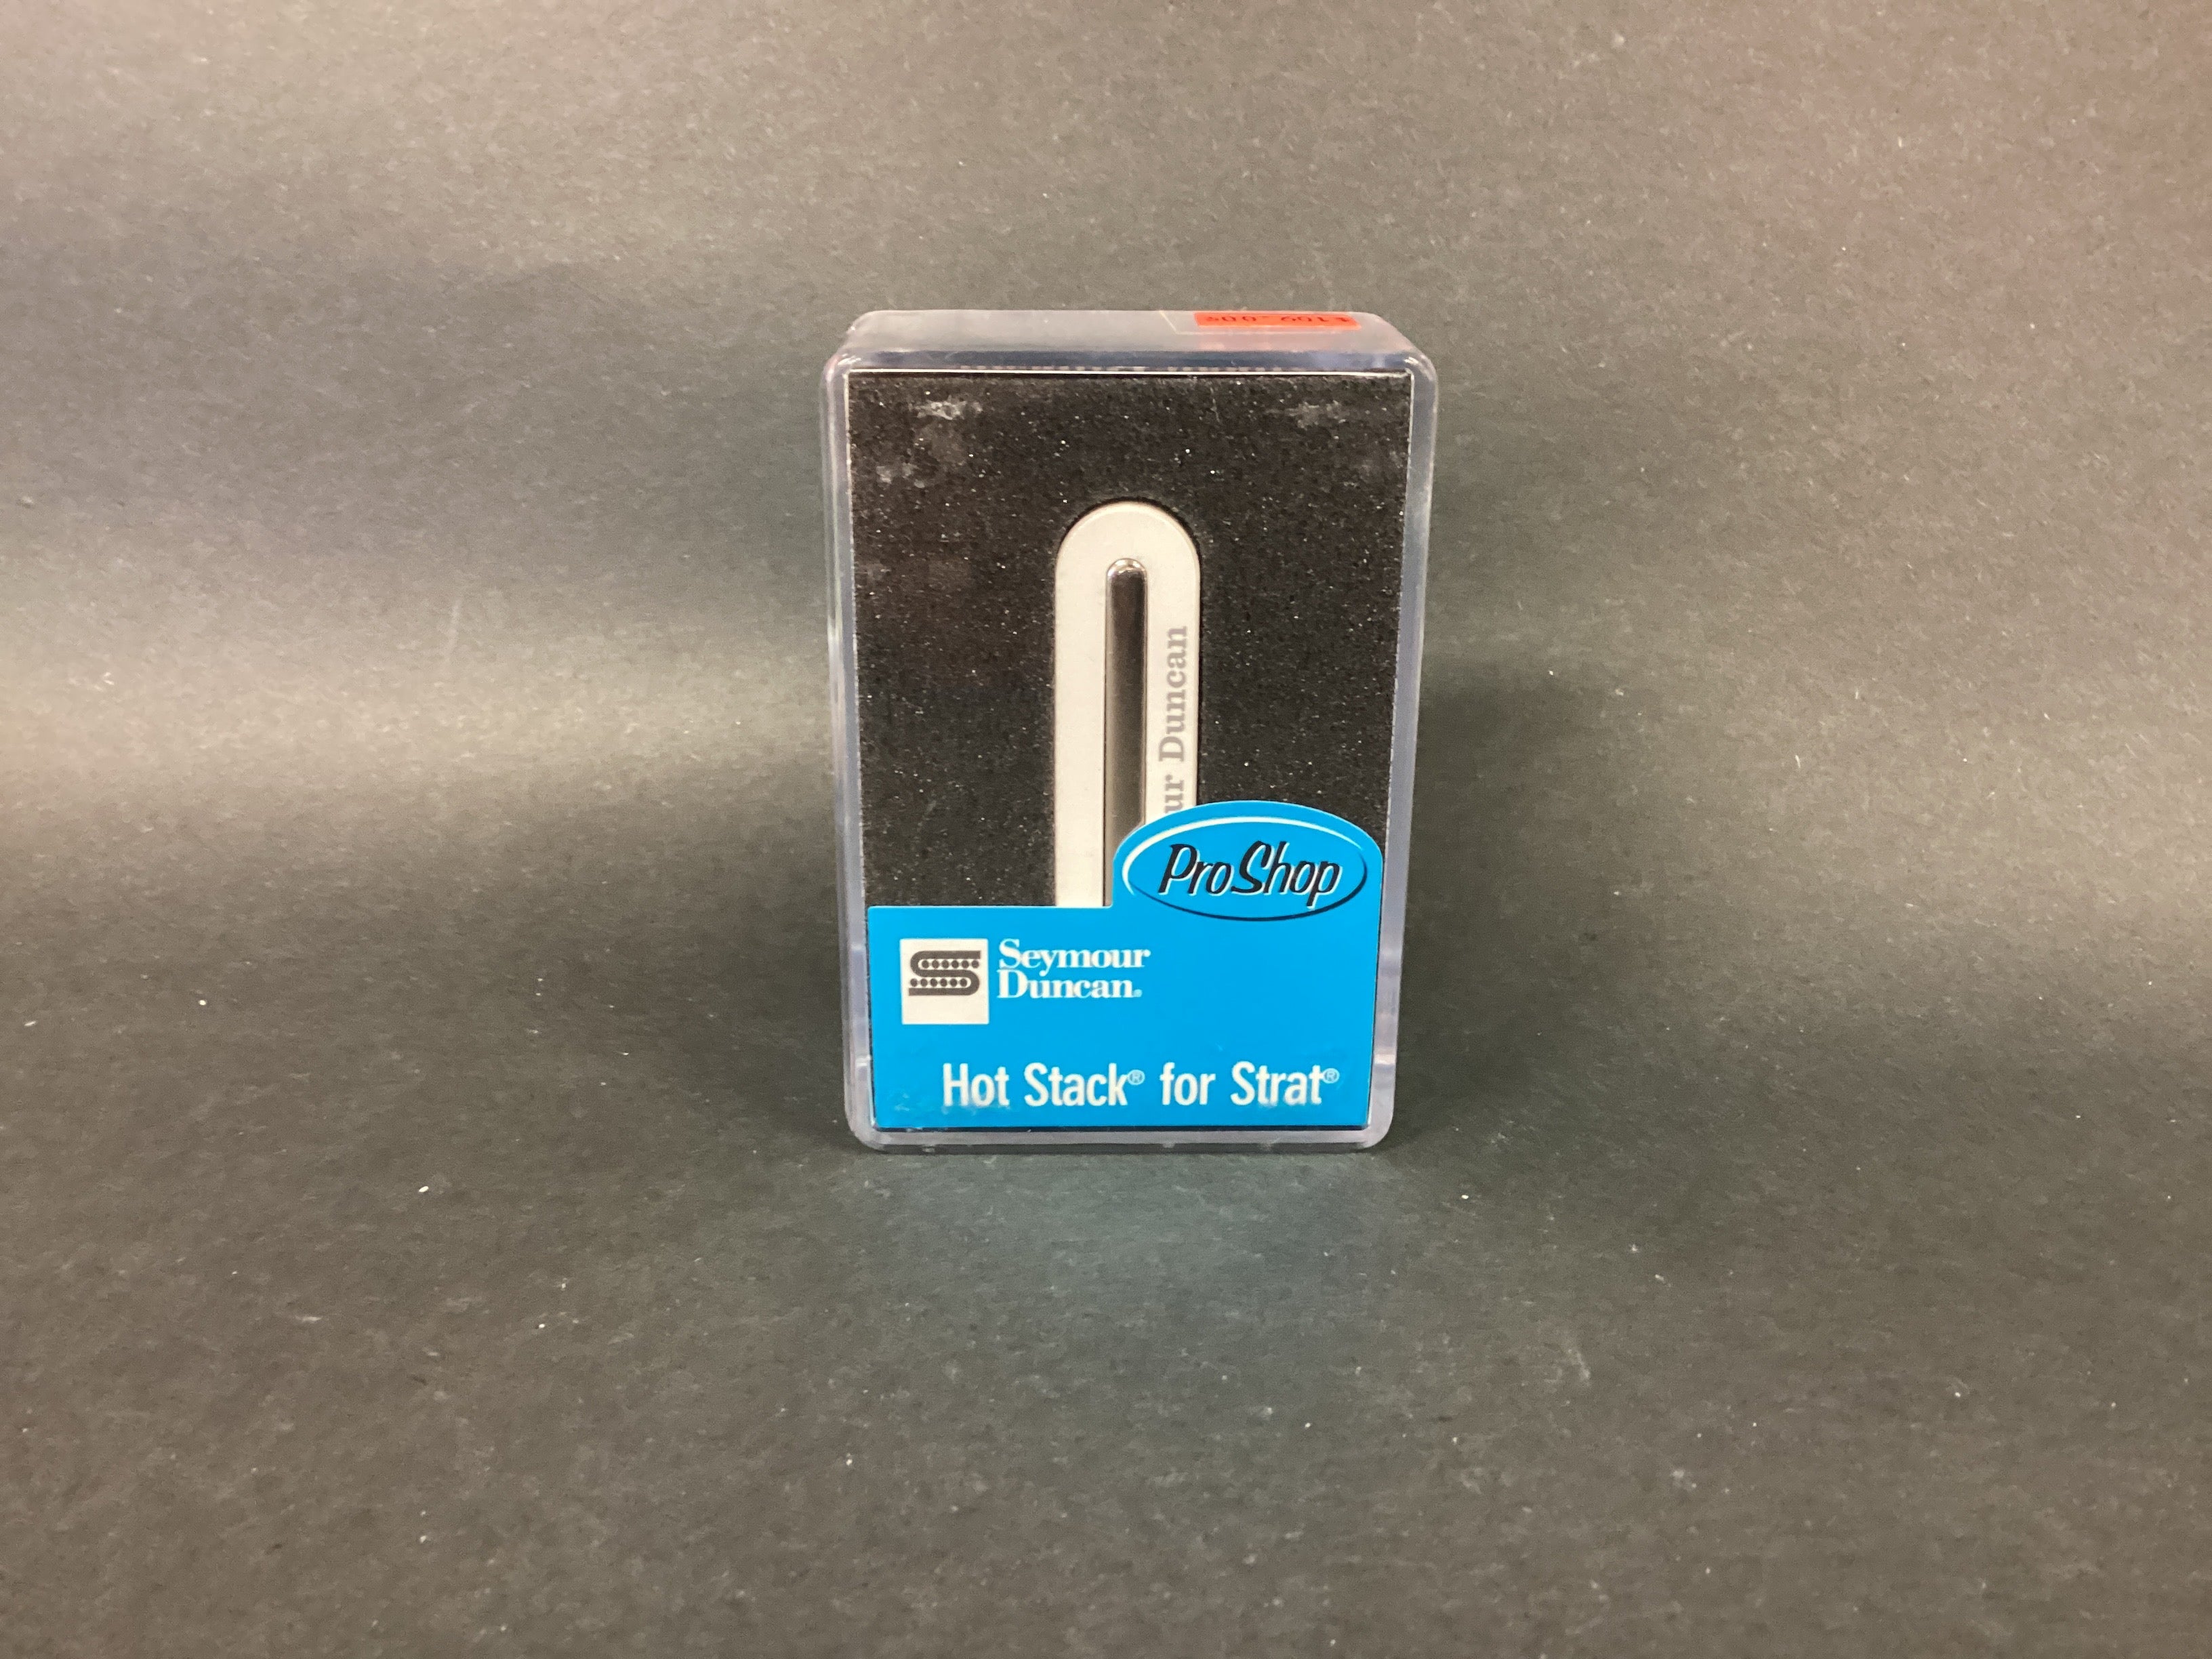 ur Duncan
ProShop
Seymour
Duncan®
Hot Stack® for Strat®